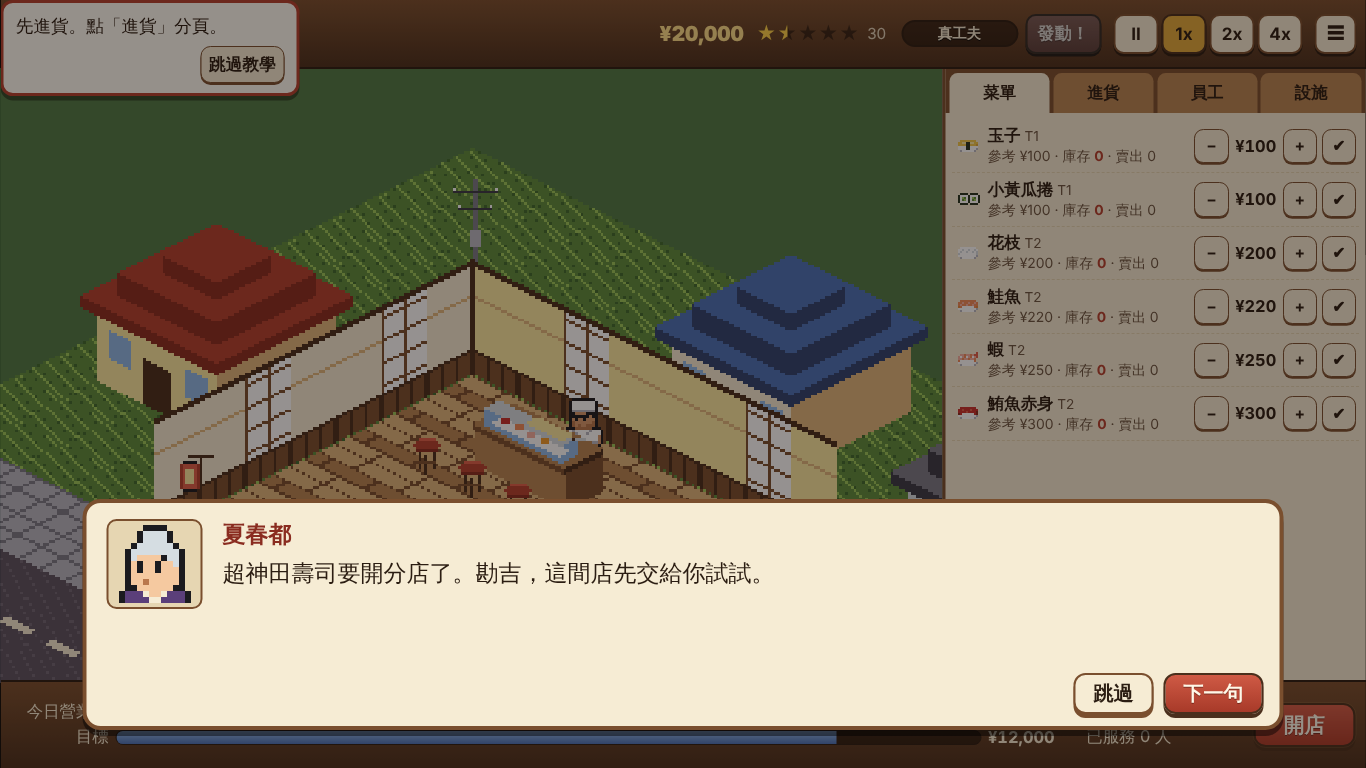 先進貨。點「進貨」分頁。
跳過教學
¥20,000
30
真工夫
發動！
II
1x
2x
4x
菜單
進貨
員工
設施
玉子 T1
參考 ¥100 · 庫存 0 · 賣出 0
− ¥100 + ✔
小黃瓜捲 T1
參考 ¥100 · 庫存 0 · 賣出 0
− ¥100 + ✔
花枝 T2
參考 ¥200 · 庫存 0 · 賣出 0
− ¥200 + ✔
鮭魚 T2
參考 ¥220 · 庫存 0 · 賣出 0
− ¥220 + ✔
蝦 T2
參考 ¥250 · 庫存 0 · 賣出 0
− ¥250 + ✔
鮪魚赤身 T2
參考 ¥300 · 庫存 0 · 賣出 0
− ¥300 + ✔
夏春都
超神田壽司要開分店了。勘吉，這間店先交給你試試。
跳過
下一句
今日營業
目標
¥12,000
已服務 0 人
開店